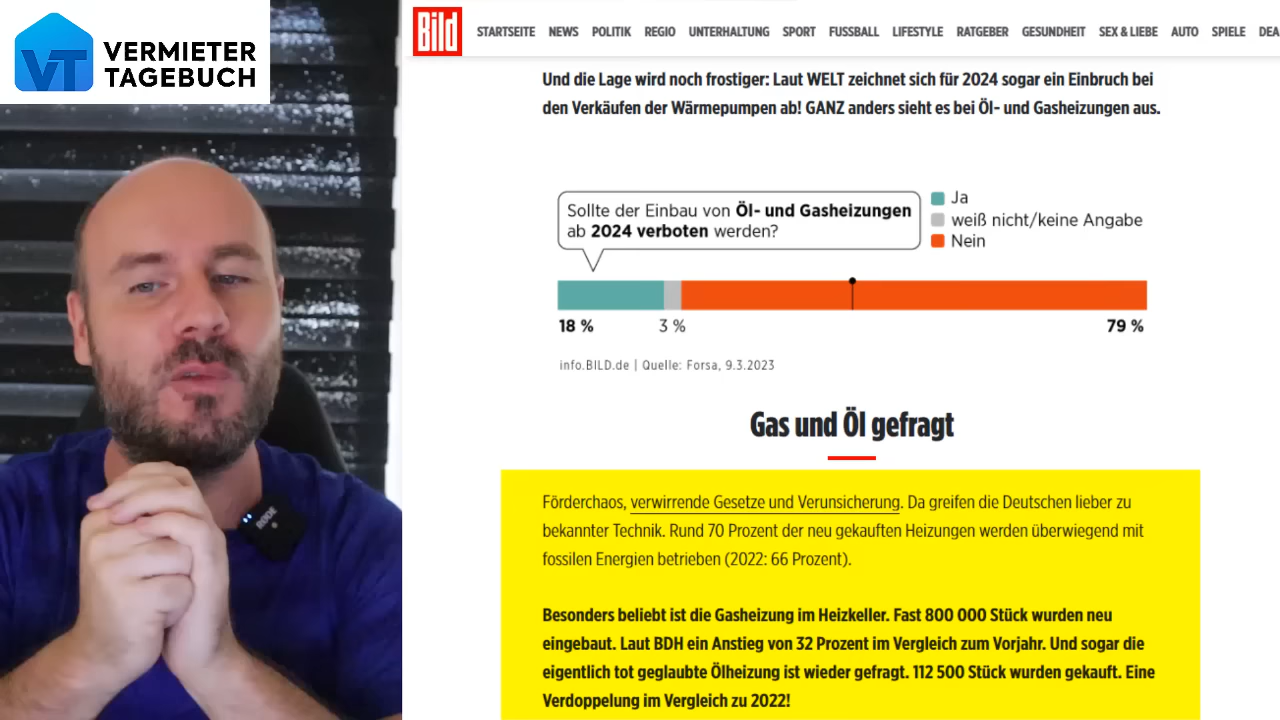 VT VERMIETER
TAGEBUCH
Bild STARTSEITE NEWS POLITIK REGIO UNTERHALTUNG SPORT FUSSBALL LIFESTYLE RATGEBER GESUNDHEIT SEX & LIEBE AUTO SPIELE DEA
Und die Lage wird noch frostiger: Laut WELT zeichnet sich für 2024 sogar ein Einbruch bei
den Verkäufen der Wärmepumpen ab! GANZ anders sieht es bei Öl- und Gasheizungen aus.
Sollte der Einbau von Öl- und Gasheizungen
ab 2024 verboten werden?
Ja
weiß nicht/keine Angabe
Nein
18 % 3 % 79 %
info.BILD.de | Quelle: Forsa, 9.3.2023
Gas und Öl gefragt
Förderchaos, verwirrende Gesetze und Verunsicherung. Da greifen die Deutschen lieber zu
bekannter Technik. Rund 70 Prozent der neu gekauften Heizungen werden überwiegend mit
fossilen Energien betrieben (2022: 66 Prozent).
Besonders beliebt ist die Gasheizung im Heizkeller. Fast 800 000 Stück wurden neu
eingebaut. Laut BDH ein Anstieg von 32 Prozent im Vergleich zum Vorjahr. Und sogar die
eigentlich tot geglaubte Ölheizung ist wieder gefragt. 112 500 Stück wurden gekauft. Eine
Verdoppelung im Vergleich zu 2022!
RODE